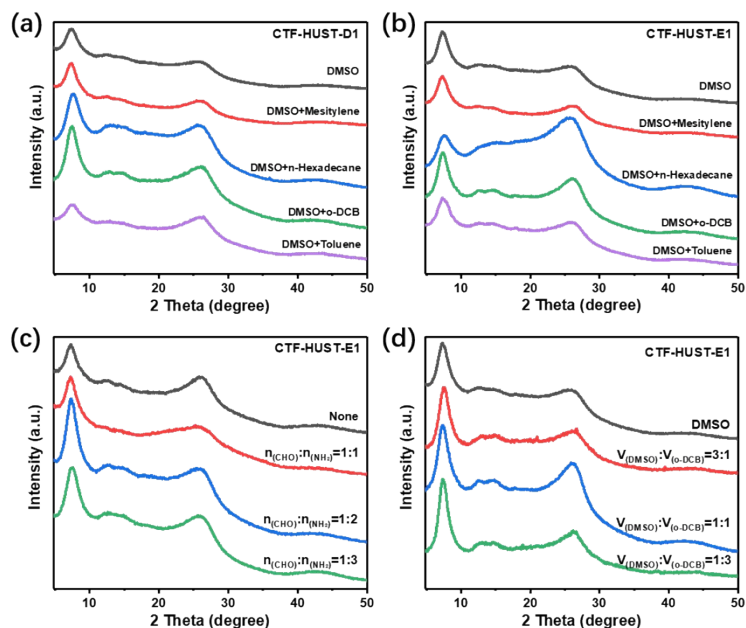 (a)
CTF-HUST-D1
DMSO
DMSO+Mesitylene
DMSO+n-Hexadecane
DMSO+o-DCB
DMSO+Toluene
Intensity (a.u.)
10 20 30 40 50
2 Theta (degree)
(b)
CTF-HUST-E1
DMSO
DMSO+Mesitylene
DMSO+n-Hexadecane
DMSO+o-DCB
DMSO+Toluene
Intensity (a.u.)
10 20 30 40 50
2 Theta (degree)
(c)
CTF-HUST-E1
None
n(CHO):n(NH₂)=1:1
n(CHO):n(NH₂)=1:2
n(CHO):n(NH₂)=1:3
Intensity (a.u.)
10 20 30 40 50
2 Theta (degree)
(d)
CTF-HUST-E1
DMSO
V(DMSO):V(o-DCB)=3:1
V(DMSO):V(o-DCB)=1:1
V(DMSO):V(o-DCB)=1:3
Intensity (a.u.)
10 20 30 40 50
2 Theta (degree)